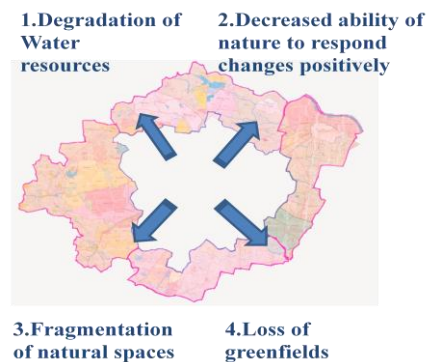 1.Degradation of
Water
resources
2.Decreased ability of
nature to respond
changes positively
3.Fragmentation
of natural spaces
4.Loss of
greenfields